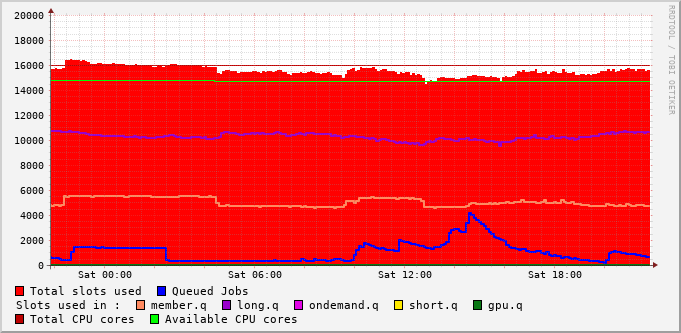 20000
18000
16000
14000
12000
10000
8000
6000
4000
2000
0
Sat 00:00 Sat 06:00 Sat 12:00 Sat 18:00
RRDTOOL / TOBI OETIKER
Total slots used Queued Jobs
Slots used in : member.q long.q ondemand.q short.q gpu.q
Total CPU cores Available CPU cores